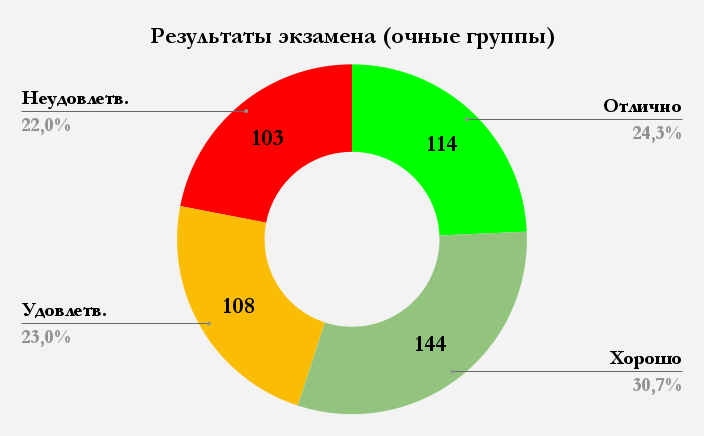 Результаты экзамена (очные группы)
Неудовлетв.
22,0%
103
114
Отлично
24,3%
Удовлетв.
23,0%
108
144
Хорошо
30,7%